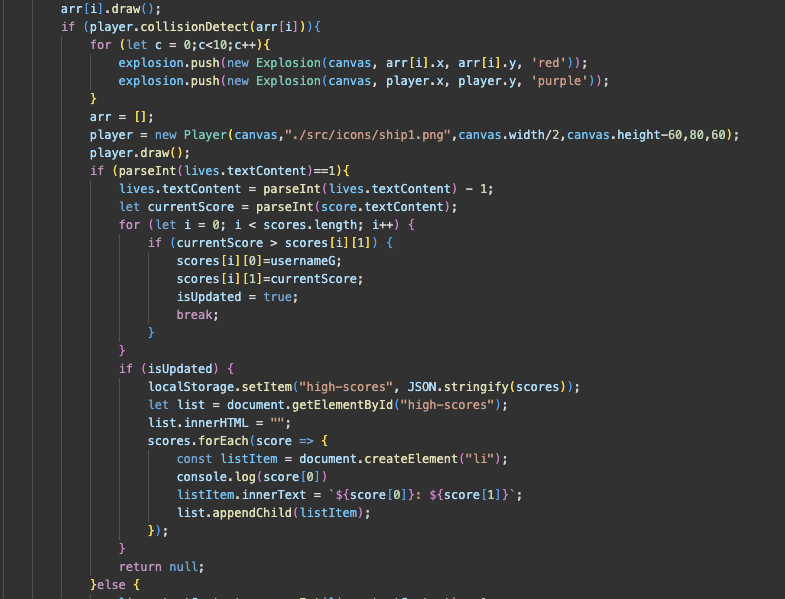 arr[i].draw();
if (player.collisionDetect(arr[i])){
for (let c = 0;c<10;c++){
explosion.push(new Explosion(canvas, arr[i].x, arr[i].y, 'red'));
explosion.push(new Explosion(canvas, player.x, player.y, 'purple'));
}
arr = [];
player = new Player(canvas,"./src/icons/ship1.png",canvas.width/2,canvas.height-60,80,60);
player.draw();
if (parseInt(lives.textContent)==1){
lives.textContent = parseInt(lives.textContent) - 1;
let currentScore = parseInt(score.textContent);
for (let i = 0; i < scores.length; i++) {
if (currentScore > scores[i][1]) {
scores[i][0]=usernameG;
scores[i][1]=currentScore;
isUpdated = true;
break;
}
}
if (isUpdated) {
localStorage.setItem("high-scores", JSON.stringify(scores));
let list = document.getElementById("high-scores");
list.innerHTML = "";
scores.forEach(score => {
const listItem = document.createElement("li");
console.log(score[0])
listItem.innerText = `${score[0]}: ${score[1]}`;
list.appendChild(listItem);
});
}
return null;
}else {